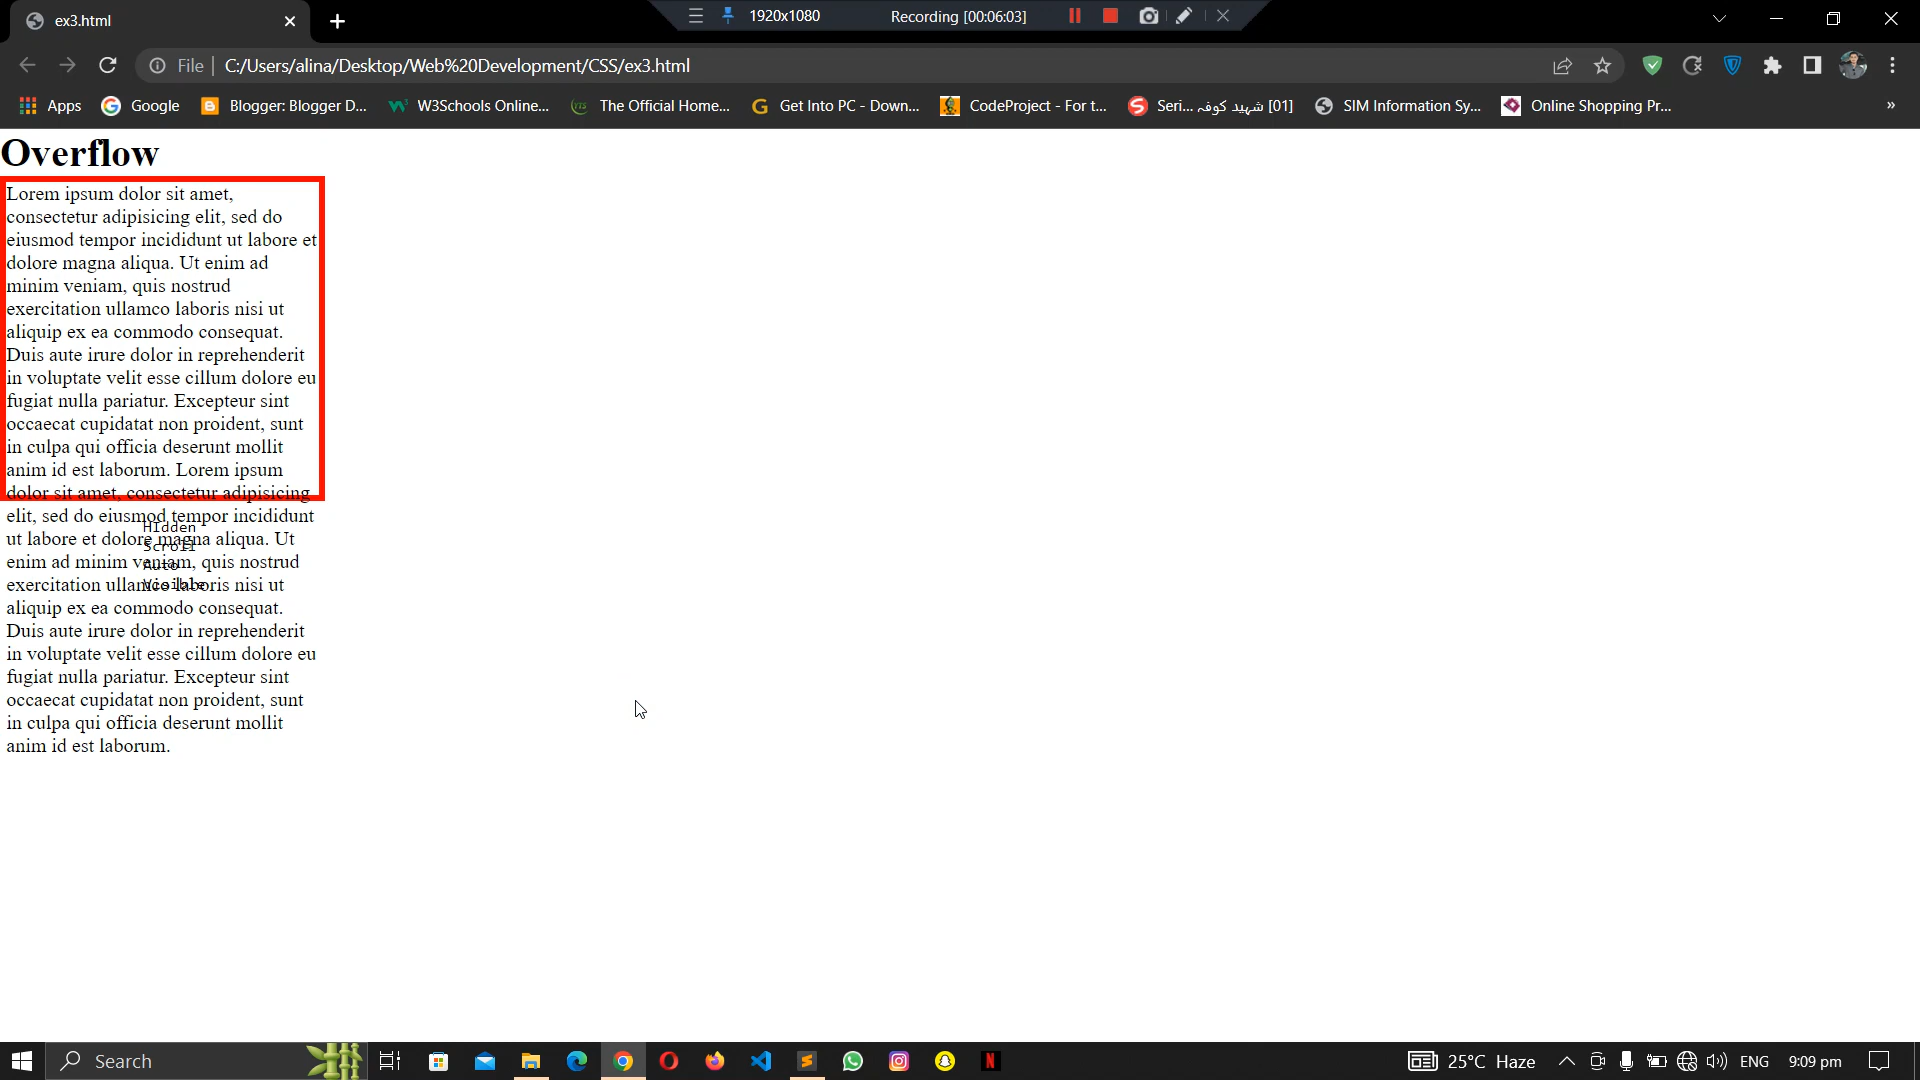 ex3.html
1920x1080
Recording [00:06:03]
File
C:/Users/alina/Desktop/Web%20Development/CSS/ex3.html
Apps
Google
Blogger: Blogger D...
W3Schools Online...
The Official Home...
Get Into PC - Down...
CodeProject - For t...
Seri... شہید کوفہ [01]
SIM Information Sy...
Online Shopping Pr...
Overflow
Lorem ipsum dolor sit amet,
consectetur adipisicing elit, sed do
eiusmod tempor incididunt ut labore et
dolore magna aliqua. Ut enim ad
minim veniam, quis nostrud
exercitation ullamco laboris nisi ut
aliquip ex ea commodo consequat.
Duis aute irure dolor in reprehenderit
in voluptate velit esse cillum dolore eu
fugiat nulla pariatur. Excepteur sint
occaecat cupidatat non proident, sunt
in culpa qui officia deserunt mollit
anim id est laborum. Lorem ipsum
dolor sit amet, consectetur adipisicing
elit, sed do eiusmod tempor incididunt
HIdden
ut labore et dolore magna aliqua. Ut
Scroll
enim ad minim veniam, quis nostrud
Auto
exercitation ullamco laboris nisi ut
Visible
aliquip ex ea commodo consequat.
Duis aute irure dolor in reprehenderit
in voluptate velit esse cillum dolore eu
fugiat nulla pariatur. Excepteur sint
occaecat cupidatat non proident, sunt
in culpa qui officia deserunt mollit
anim id est laborum.
Search
25°C Haze
ENG
9:09 pm